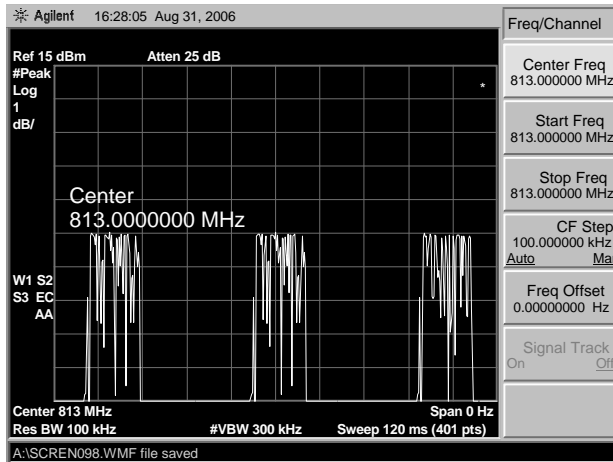 Agilent 16:28:05 Aug 31, 2006
Freq/Channel
Ref 15 dBm Atten 25 dB
#Peak
Log
1
dB/
*
Center
813.0000000 MHz
W1 S2
S3 EC
AA
Center 813 MHz Span 0 Hz
Res BW 100 kHz #VBW 300 kHz Sweep 120 ms (401 pts)
A:\SCREN098.WMF file saved
Center Freq
813.000000 MHz
Start Freq
813.000000 MHz
Stop Freq
813.000000 MHz
CF Step
100.000000 kHz
Auto Ma
Freq Offset
0.00000000 Hz
Signal Track
On Off